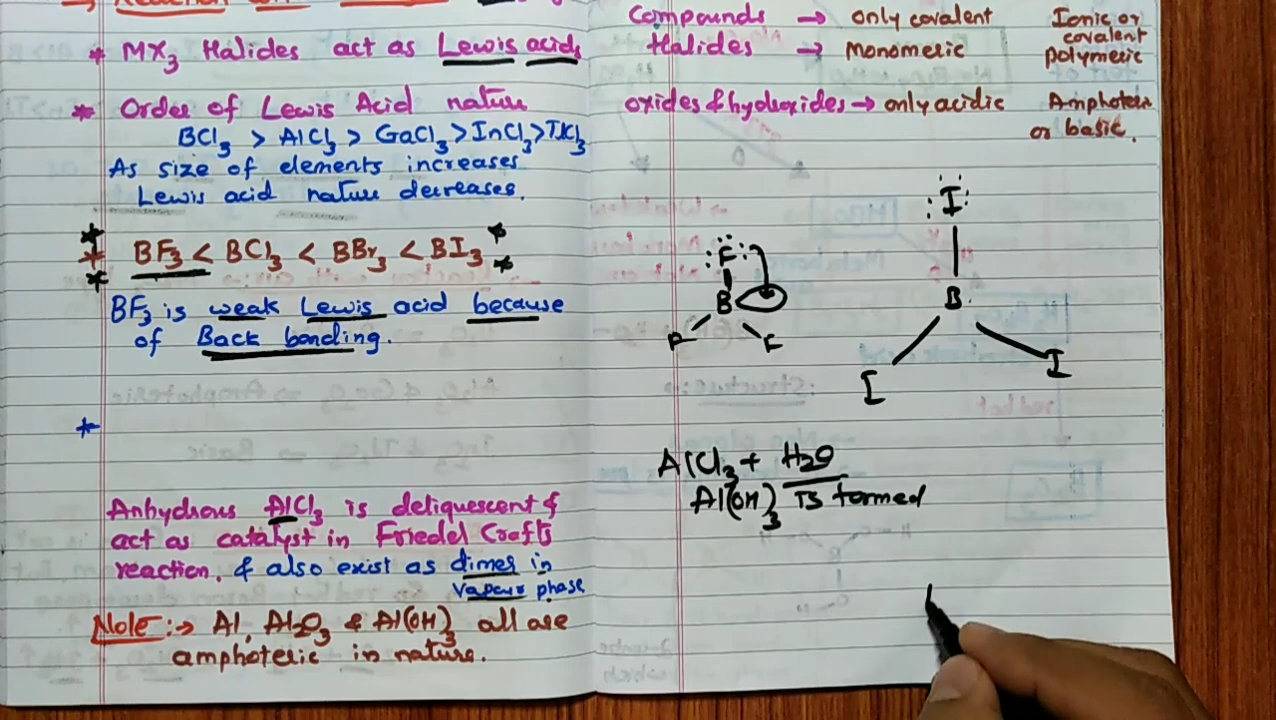 * MX3 Halides act as Lewis acids
* Order of Lewis Acid nature
BCl3 > AlCl3 > GaCl3 > InCl3 > TlCl3
As size of elements increases
Lewis acid nature decreases.
* BF3 < BCl3 < BBr3 < BI3 *
BF3 is weak Lewis acid because
of Back bonding.
*
Anhydrous AlCl3 is deliquescent &
act as catalyst in Friedel Crafts
reaction. & also exist as dimer in
vapour phase
Note:→ Al, Al2O3 & Al(OH)3 all are
amphoteric in nature.
Compounds → only covalent Ionic or
covalent
Halides → monomeric polymeric
oxides & hydroxides → only acidic Amphoteric
or basic.
F
B
F F
I
B
I I
AlCl3 + H2O
Al(OH)3 is formed